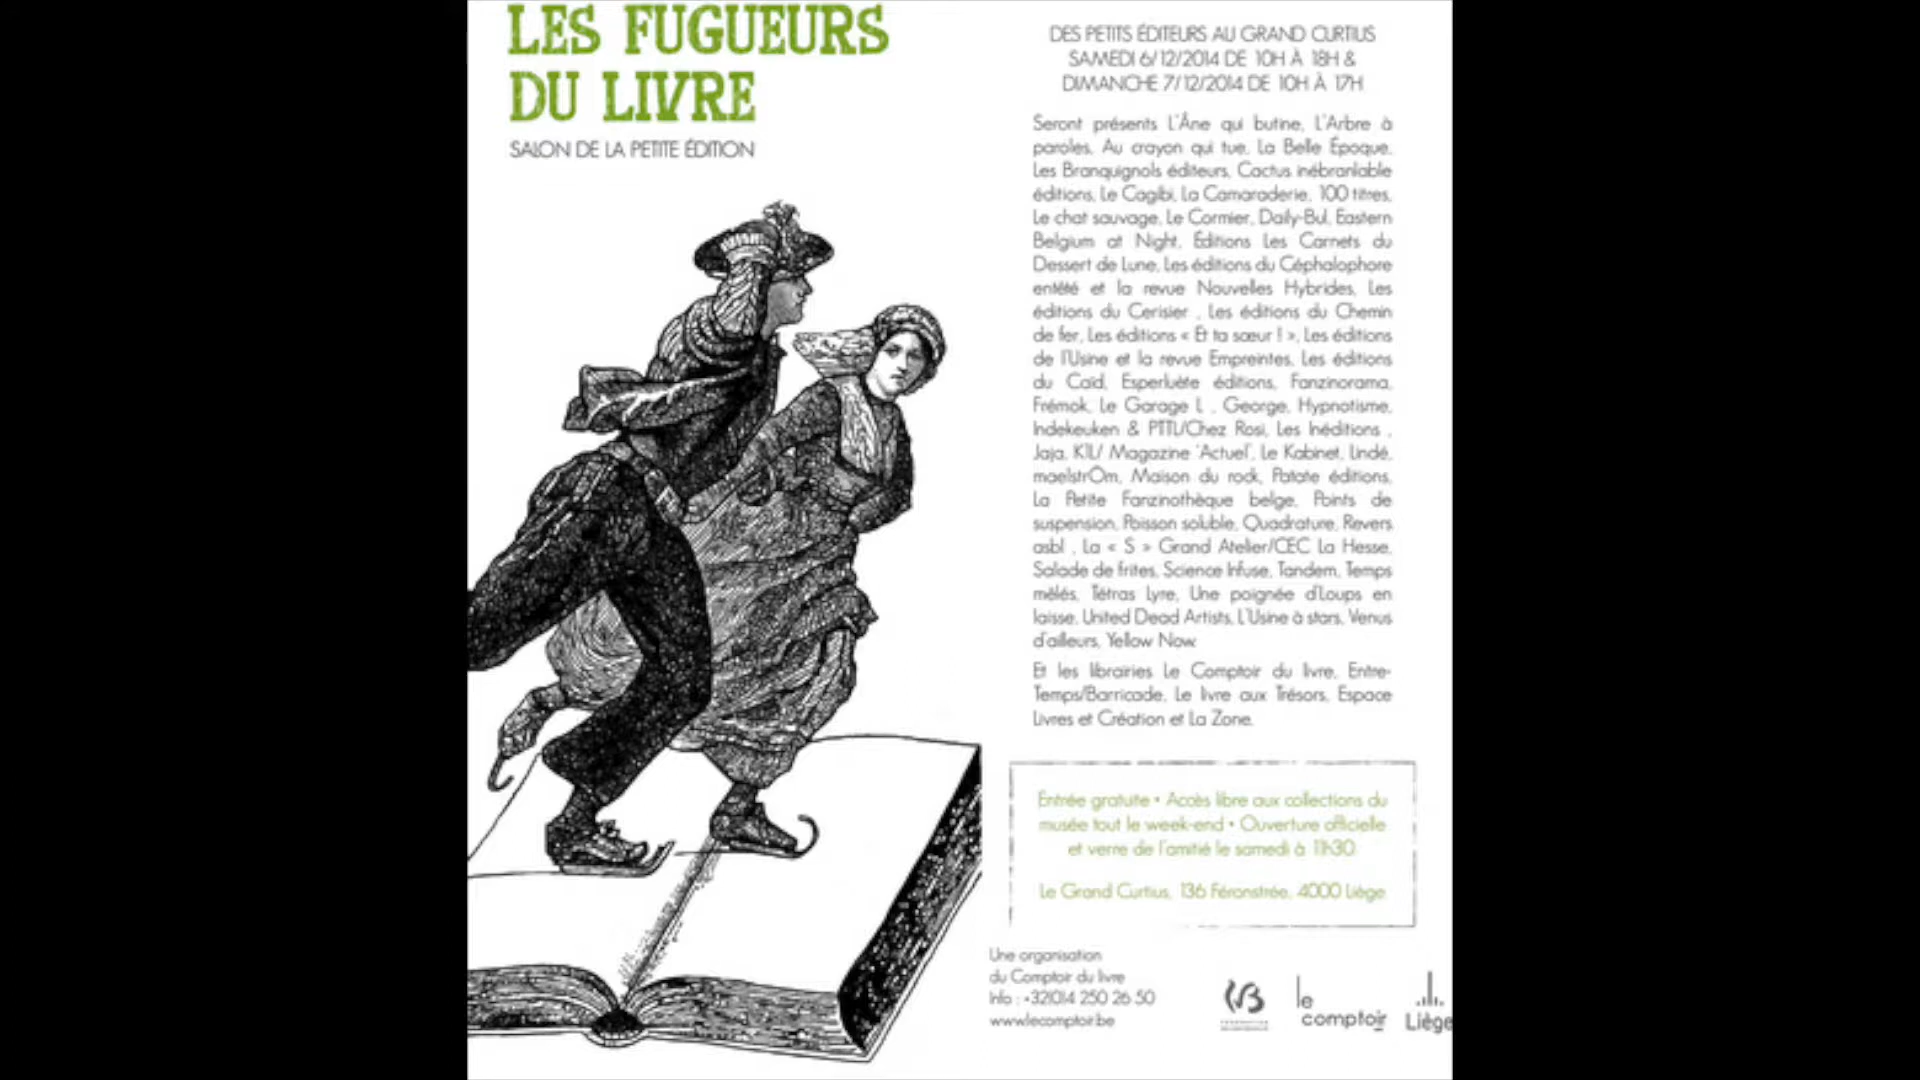 LES FUGUEURS
DU LIVRE
SALON DE LA PETITE ÉDITION
DES PETITS ÉDITEURS AU GRAND CURTIUS
SAMEDI 6/12/2014 DE 10H À 18H &
DIMANCHE 7/12/2014 DE 10H À 17H
Seront présents L'Âne qui butine, L'Arbre à
paroles, Au crayon qui tue, La Belle Époque,
Les Branquignols éditeurs, Cactus inébranlable
éditions, Le Cagibi, La Camaraderie, 100 titres,
Le chat sauvage, Le Cormier, Daily-Bul, Eastern
Belgium at Night, Éditions Les Carnets du
Dessert de Lune, Les éditions du Céphalophore
entêté et la revue Nouvelles Hybrides, Les
éditions du Cerisier , Les éditions du Chemin
de fer, Les éditions « Et ta sœur ! », Les éditions
de l'Usine et la revue Empreintes, Les éditions
du Caïd, Esperluète éditions, Fanzinorama,
Frémok, Le Garage L , George, Hypnotisme,
Indekeuken & PTTL/Chez Rosi, Les Inéditions ,
Jaja, K1L/ Magazine 'Actuel', Le Kabinet, Lindé,
maelstrÖm, Maison du rock, Patate éditions,
La Petite Fanzinothèque belge, Points de
suspension, Poisson soluble, Quadrature, Revers
asbl , La « S » Grand Atelier/CEC La Hesse,
Salade de frites, Science Infuse, Tandem, Temps
mêlés, Tétras Lyre, Une poignée d'Loups en
laisse, United Dead Artists, L'Usine à stars, Venus
d'ailleurs, Yellow Now.
Et les librairies Le Comptoir du livre, Entre-
Temps/Barricade, Le livre aux Trésors, Espace
Livres et Création et La Zone.
Entrée gratuite • Accès libre aux collections du
musée tout le week-end • Ouverture officielle
et verre de l'amitié le samedi à 11h30
Le Grand Curtius, 136 Féronstrée, 4000 Liège
Une organisation
du Comptoir du livre
Info : +32(0)4 250 26 50
www.lecomptoir.be
le
comptoir
Liège